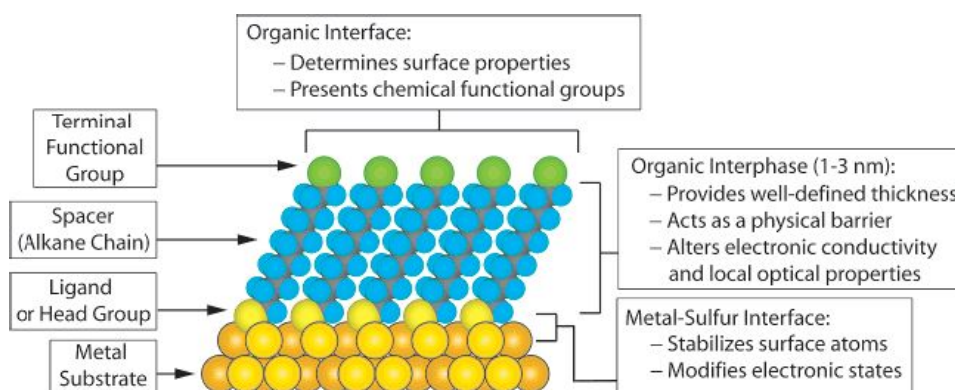 Organic Interface:
– Determines surface properties
– Presents chemical functional groups
Terminal
Functional
Group
Spacer
(Alkane Chain)
Ligand
or Head Group
Metal
Substrate
Organic Interphase (1-3 nm):
– Provides well-defined thickness
– Acts as a physical barrier
– Alters electronic conductivity
and local optical properties
Metal-Sulfur Interface:
– Stabilizes surface atoms
– Modifies electronic states